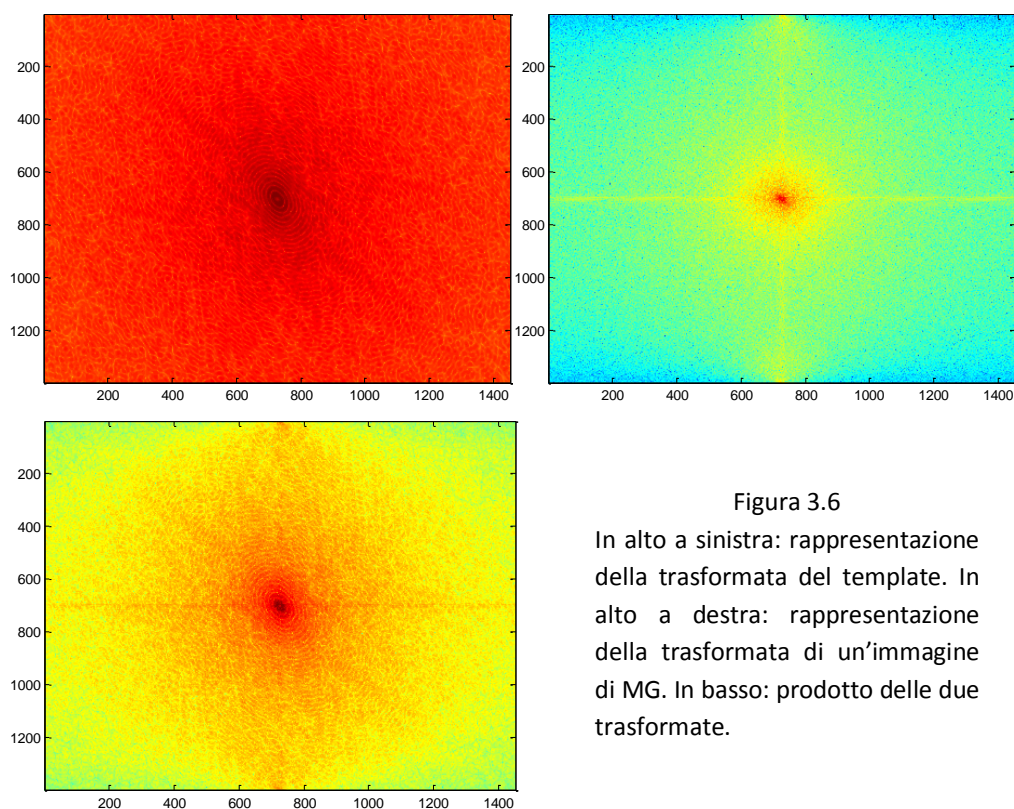 200
400
600
800
1000
1200
200 400 600 800 1000 1200 1400
200
400
600
800
1000
1200
200 400 600 800 1000 1200 1400
200
400
600
800
1000
1200
200 400 600 800 1000 1200 1400
Figura 3.6
In alto a sinistra: rappresentazione
della trasformata del template. In
alto a destra: rappresentazione
della trasformata di un’immagine
di MG. In basso: prodotto delle due
trasformate.